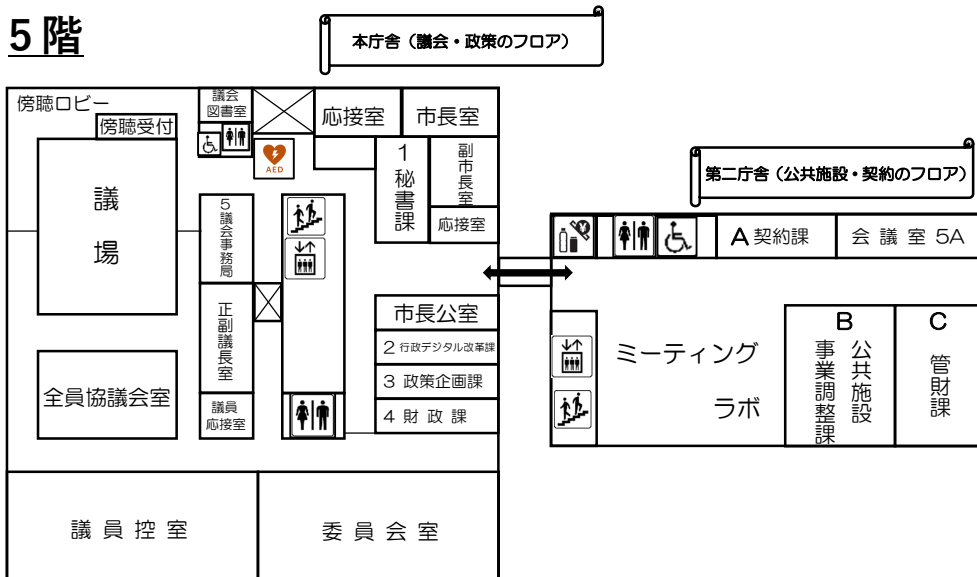 5階
本庁舎（議会・政策のフロア）
傍聴ロビー
傍聴受付
議場
議会
図書室
AED
応接室
市長室
1秘書課
副市長室
応接室
5議会事務局
正副議長室
議員
応接室
全員協議会室
市長公室
2 行政デジタル改革課
3 政策企画課
4 財政課
議員控室
委員会室
第二庁舎（公共施設・契約のフロア）
A 契約課
会議室 5A
ミーティング
ラボ
B
公共施設
事業調整課
C
管財課